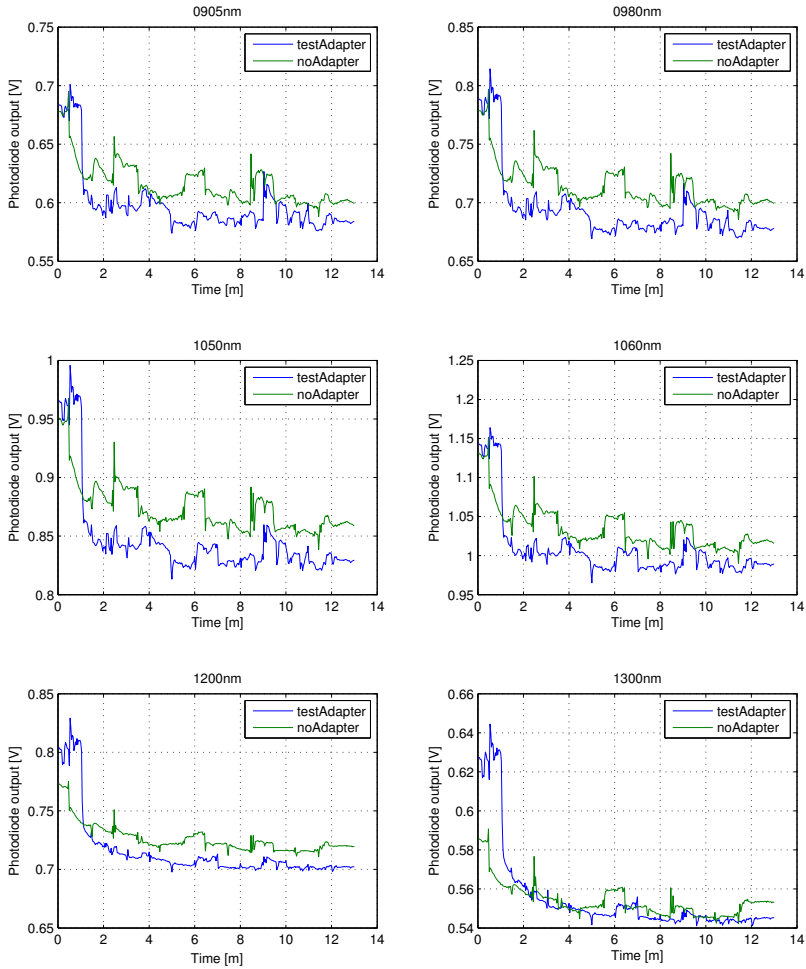 0905nm
0.75
0.7
0.65
0.6
0.55
Photodiode output [V]
testAdapter
noAdapter
0 2 4 6 8 10 12 14
Time [m]
0980nm
0.85
0.8
0.75
0.7
0.65
Photodiode output [V]
testAdapter
noAdapter
0 2 4 6 8 10 12 14
Time [m]
1050nm
1
0.95
0.9
0.85
0.8
Photodiode output [V]
testAdapter
noAdapter
0 2 4 6 8 10 12 14
Time [m]
1060nm
1.25
1.2
1.15
1.1
1.05
1
0.95
Photodiode output [V]
testAdapter
noAdapter
0 2 4 6 8 10 12 14
Time [m]
1200nm
0.85
0.8
0.75
0.7
0.65
Photodiode output [V]
testAdapter
noAdapter
0 2 4 6 8 10 12 14
Time [m]
1300nm
0.66
0.64
0.62
0.6
0.58
0.56
0.54
Photodiode output [V]
testAdapter
noAdapter
0 2 4 6 8 10 12 14
Time [m]